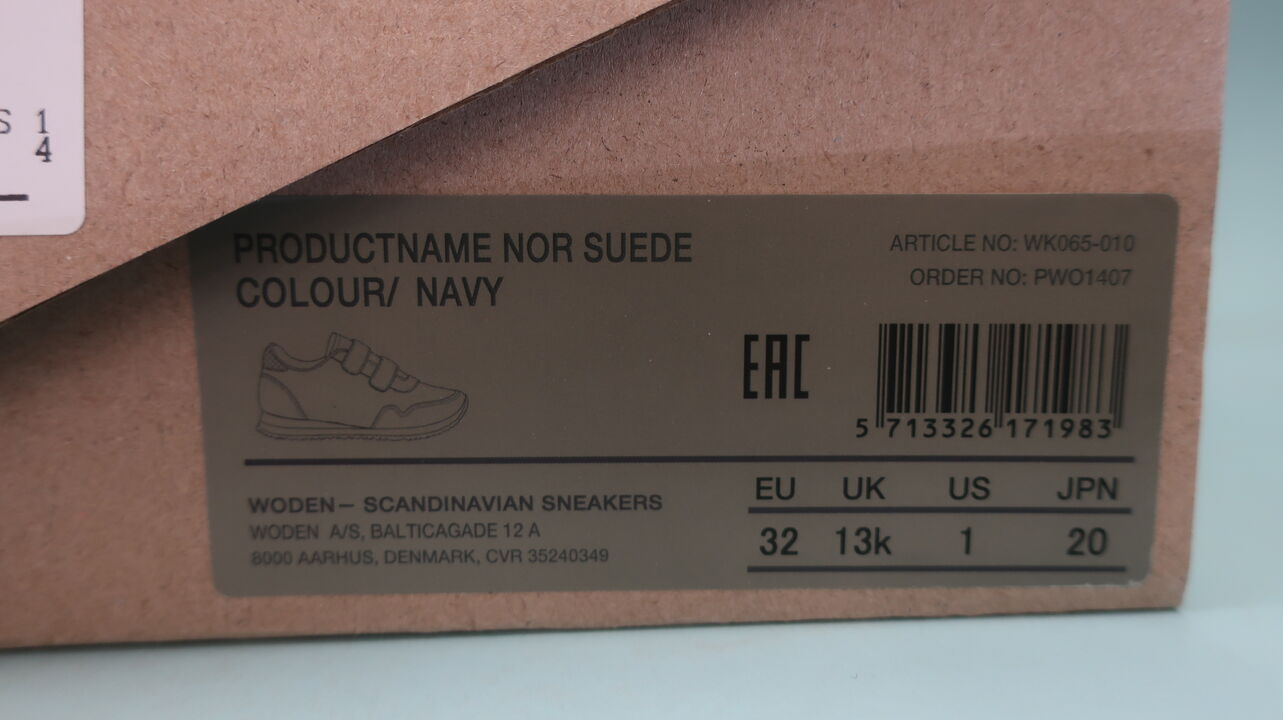 S 1
4
PRODUCTNAME NOR SUEDE
COLOUR/ NAVY
ARTICLE NO: WK065-010
ORDER NO: PWO1407
EAC
5 713326 171983
WODEN– SCANDINAVIAN SNEAKERS
WODEN A/S, BALTICAGADE 12 A
8000 AARHUS, DENMARK, CVR 35240349
EU UK US JPN
32 13k 1 20